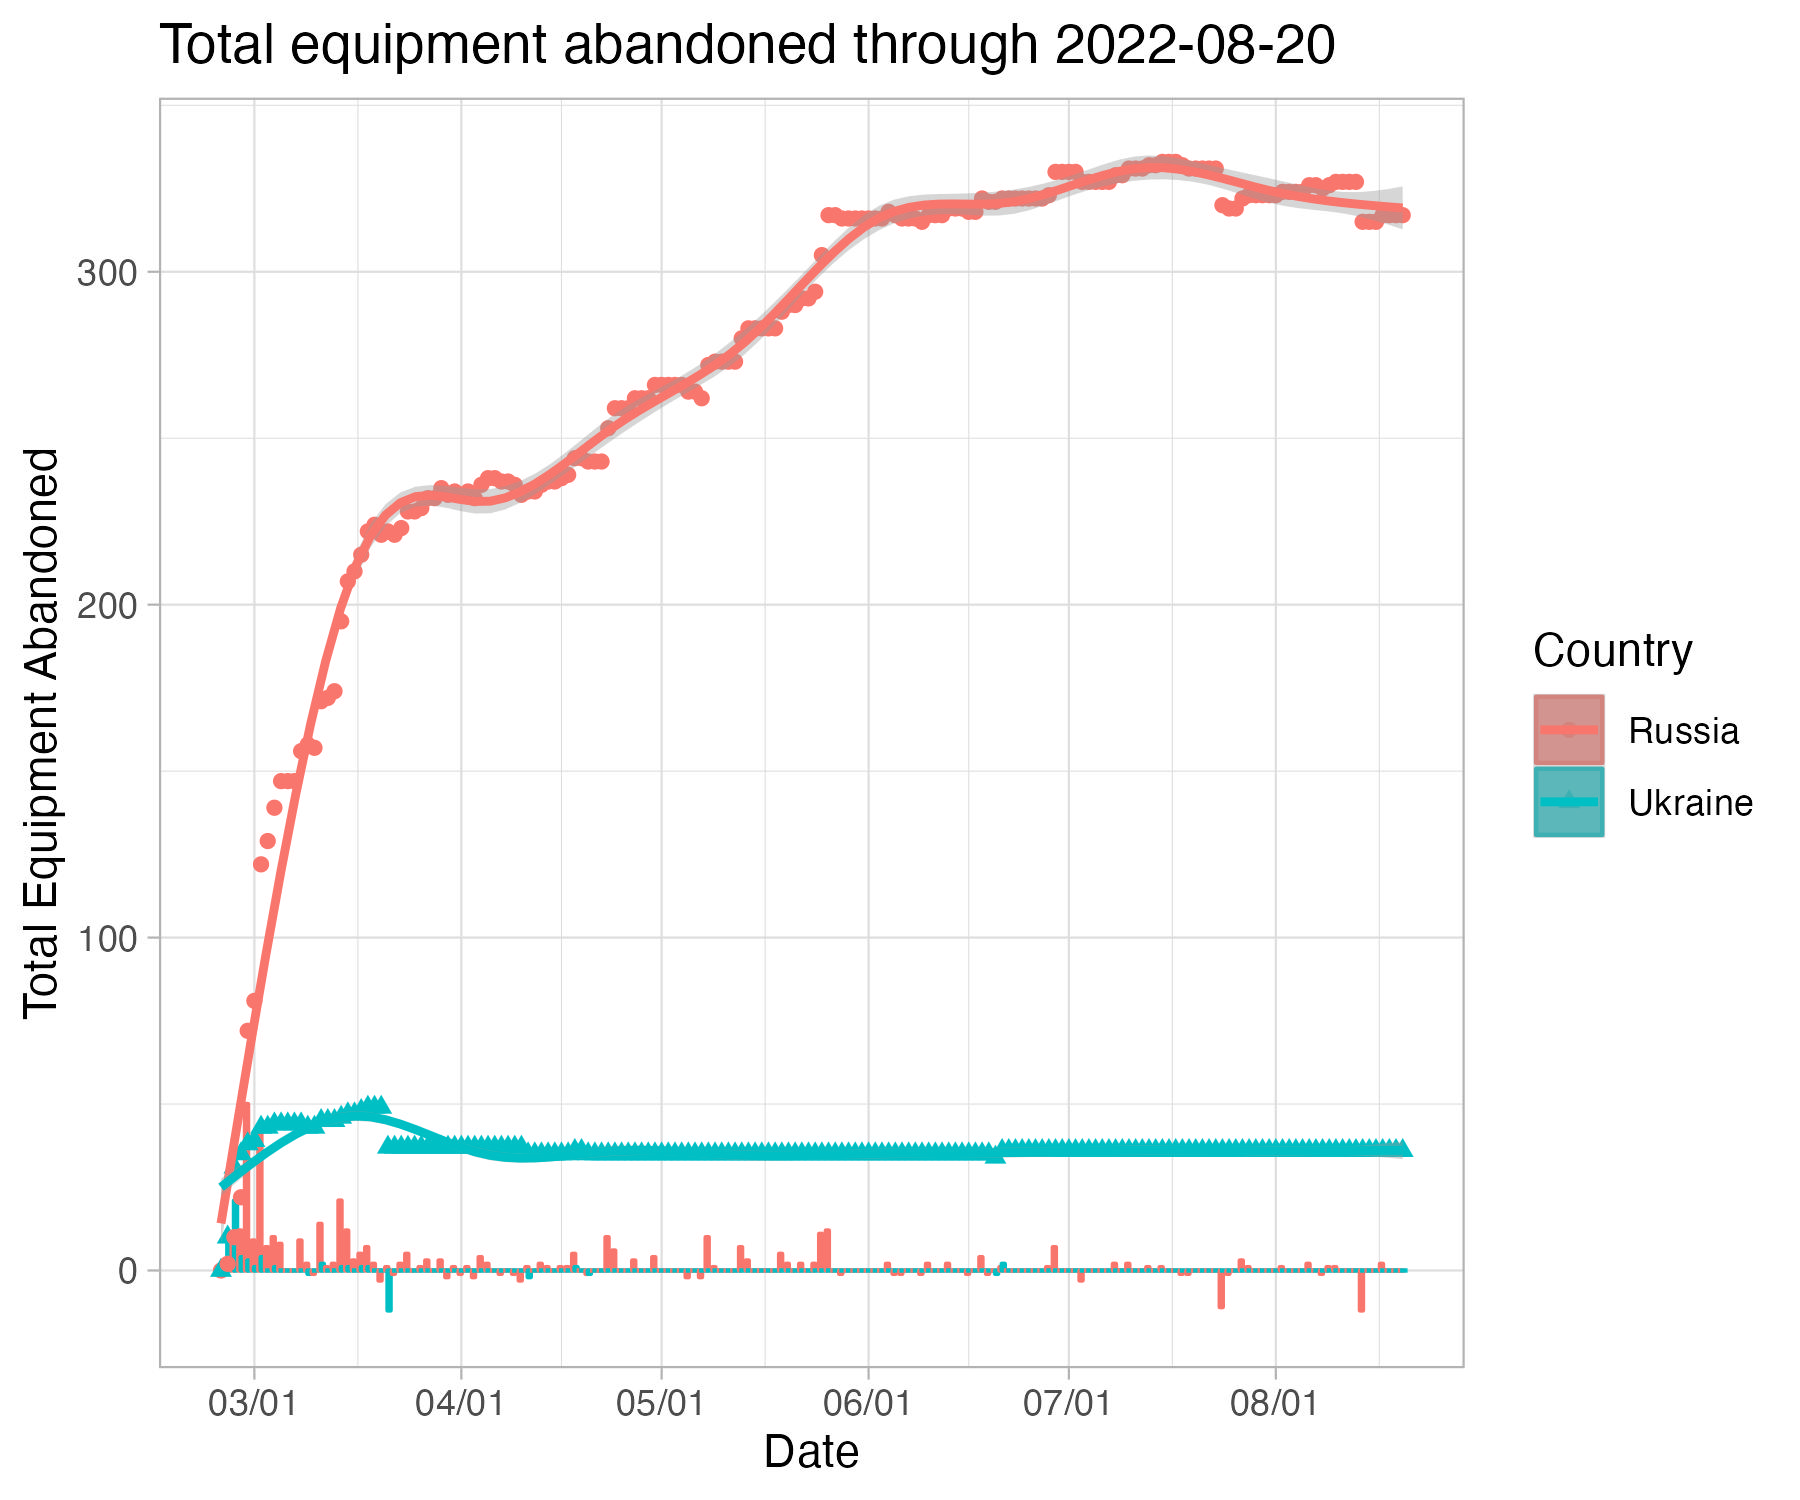 Total equipment abandoned through 2022-08-20
Total Equipment Abandoned
300
200
100
0
03/01 04/01 05/01 06/01 07/01 08/01
Date
Country
Russia
Ukraine